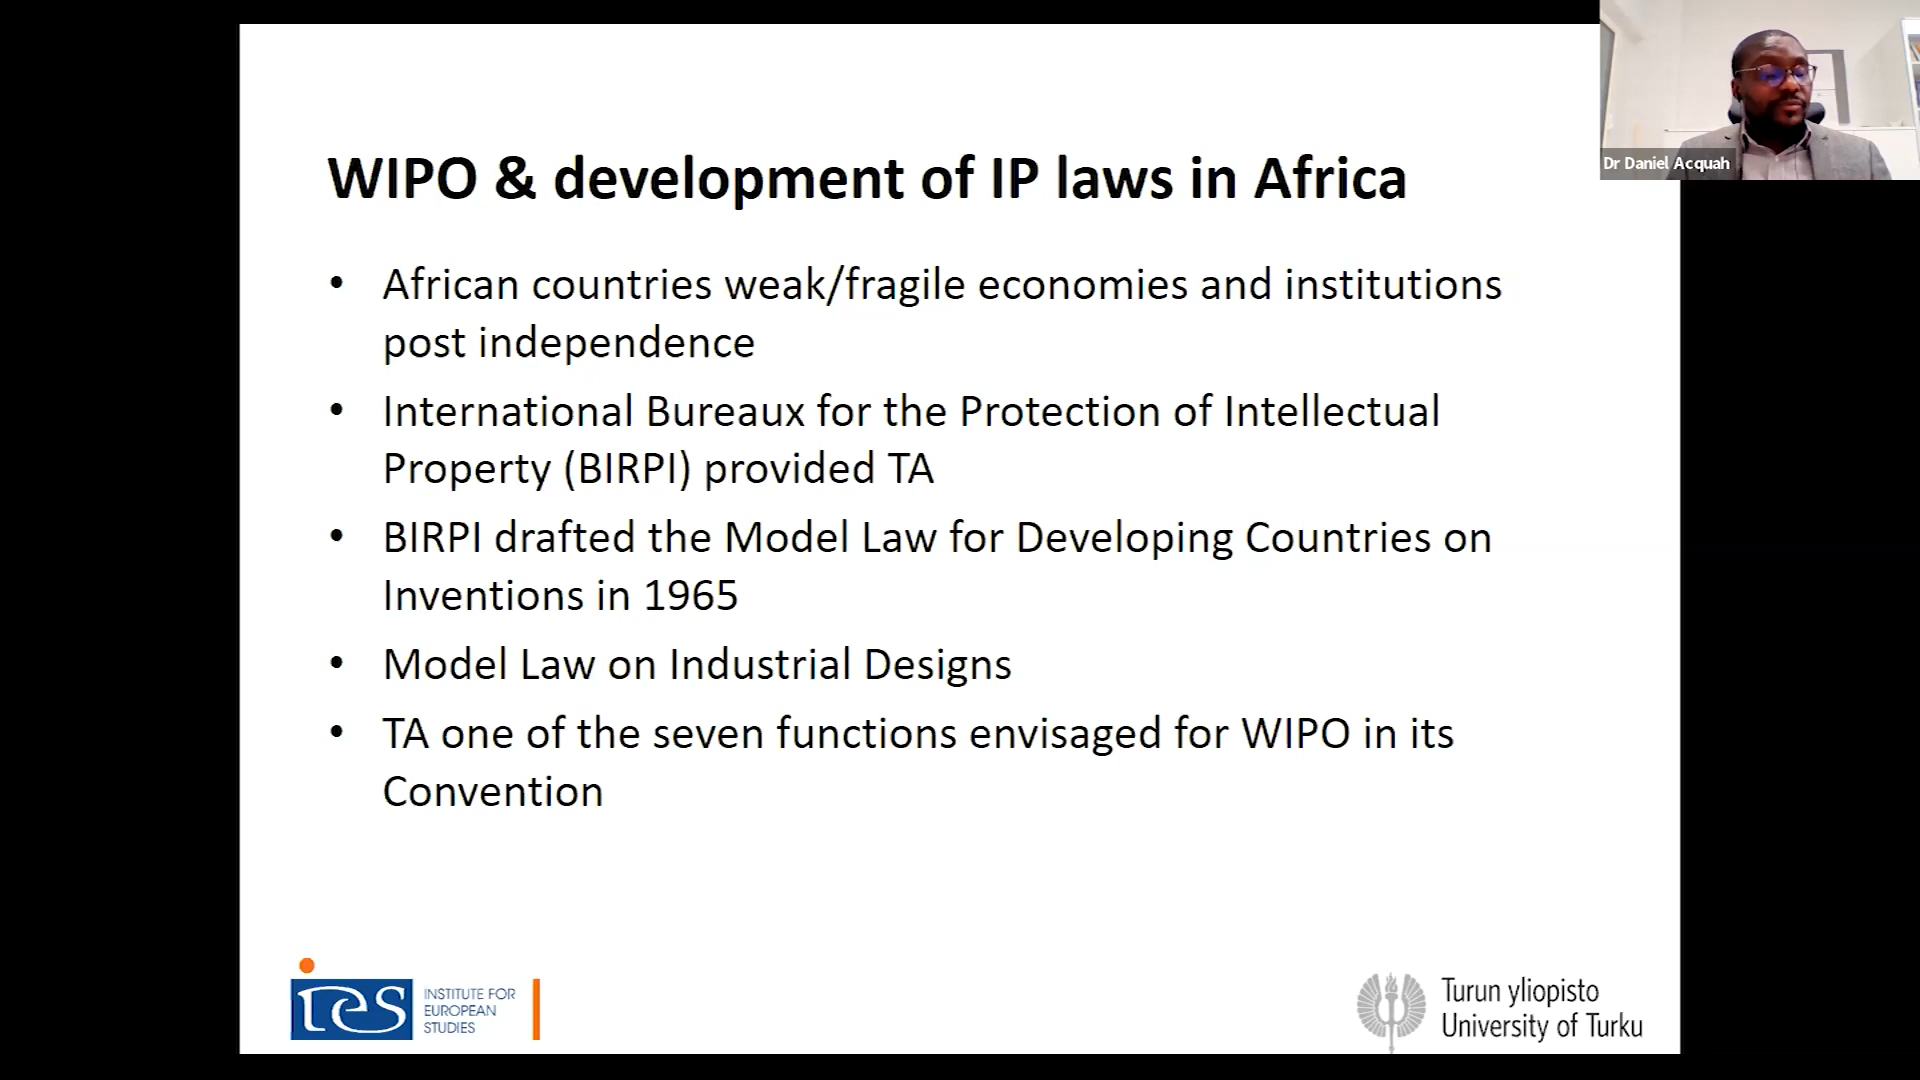 WIPO & development of IP laws in Africa
• African countries weak/fragile economies and institutions
post independence
• International Bureaux for the Protection of Intellectual
Property (BIRPI) provided TA
• BIRPI drafted the Model Law for Developing Countries on
Inventions in 1965
• Model Law on Industrial Designs
• TA one of the seven functions envisaged for WIPO in its
Convention
Dr Daniel Acquah
ies
INSTITUTE FOR
EUROPEAN
STUDIES
Turun yliopisto
University of Turku